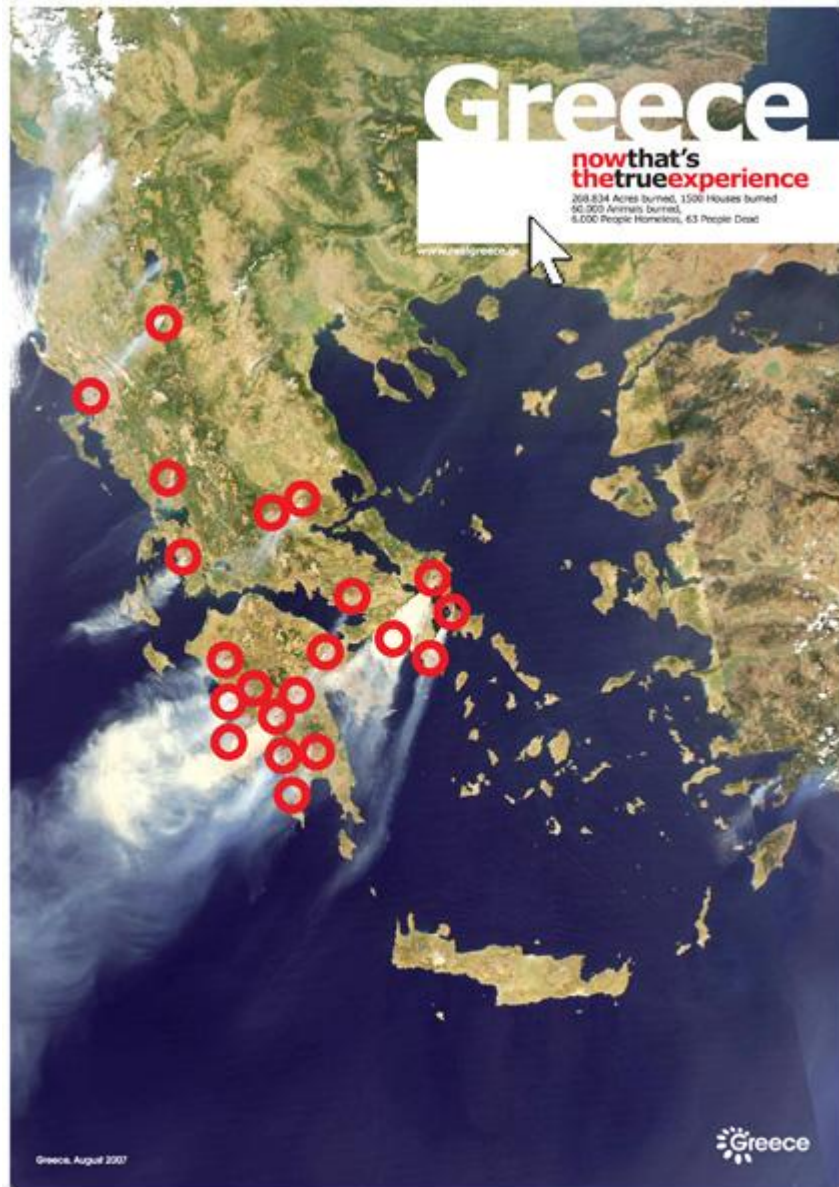 Greece
nowthat's
thetrueexperience
268.834 Acres burned, 1500 Houses burned
60.000 Animals burned,
6.000 People Homeless, 63 People Dead
www.realgreece.gr
Greece, August 2007
Greece